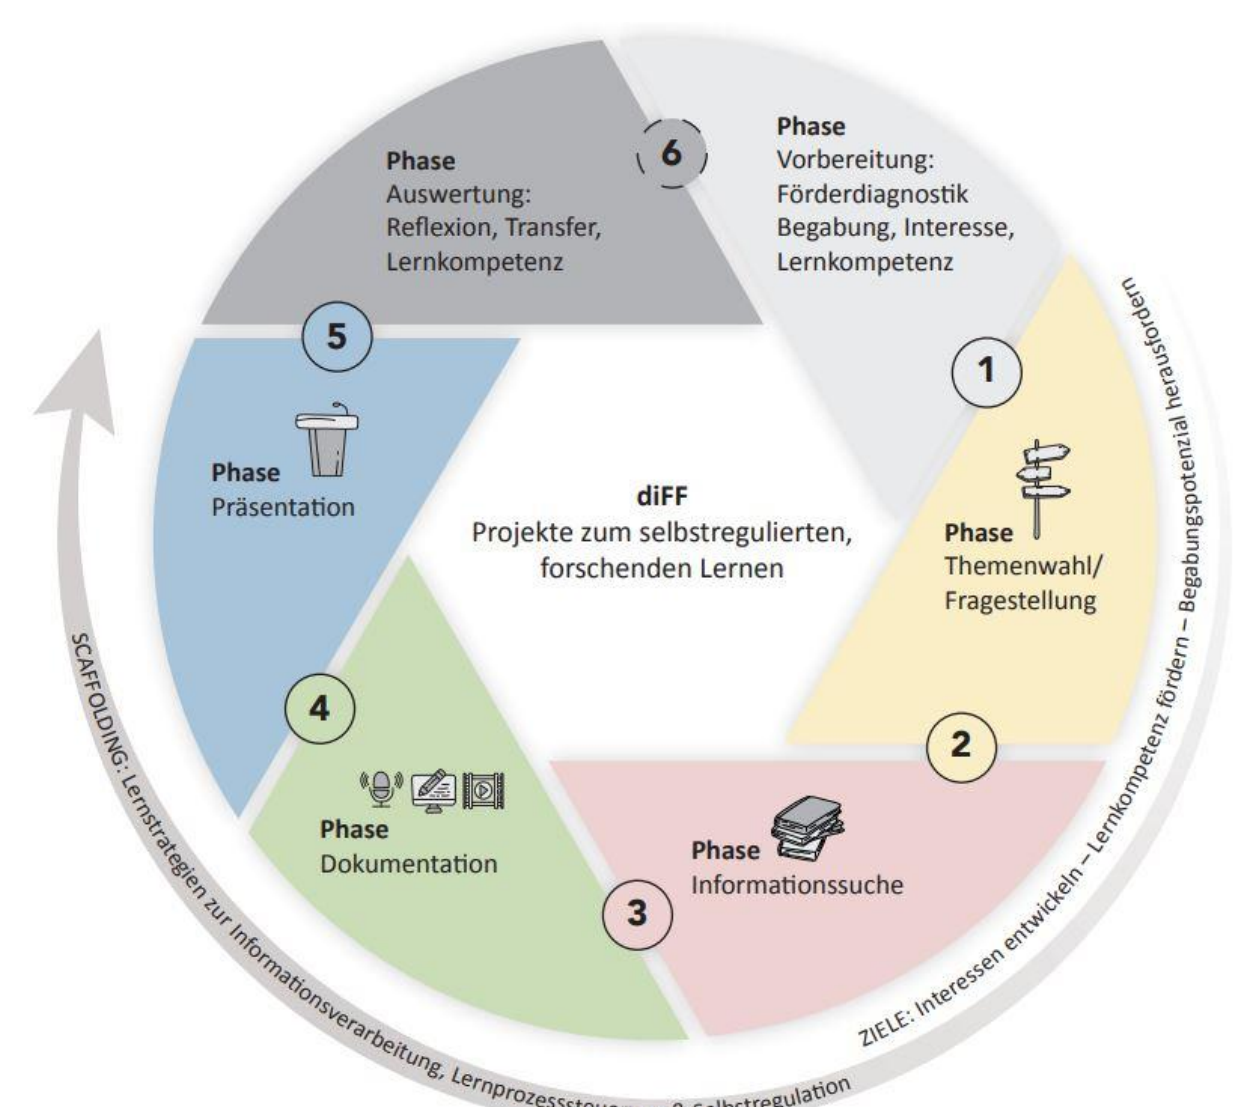 Phase
Vorbereitung:
Förderdiagnostik
Begabung, Interesse,
Lernkompetenz
1
Phase
Themenwahl/
Fragestellung
2
Phase
Informationssuche
3
Phase
Dokumentation
4
Phase
Präsentation
5
Phase
Auswertung:
Reflexion, Transfer,
Lernkompetenz
6
diFF
Projekte zum selbstregulierten,
forschenden Lernen
ZIELE: Interessen entwickeln – Lernkompetenz fördern – Begabungspotenzial herausfordern
SCAFFOLDING: Lernstrategien zur Informationsverarbeitung, & Selbstregulation